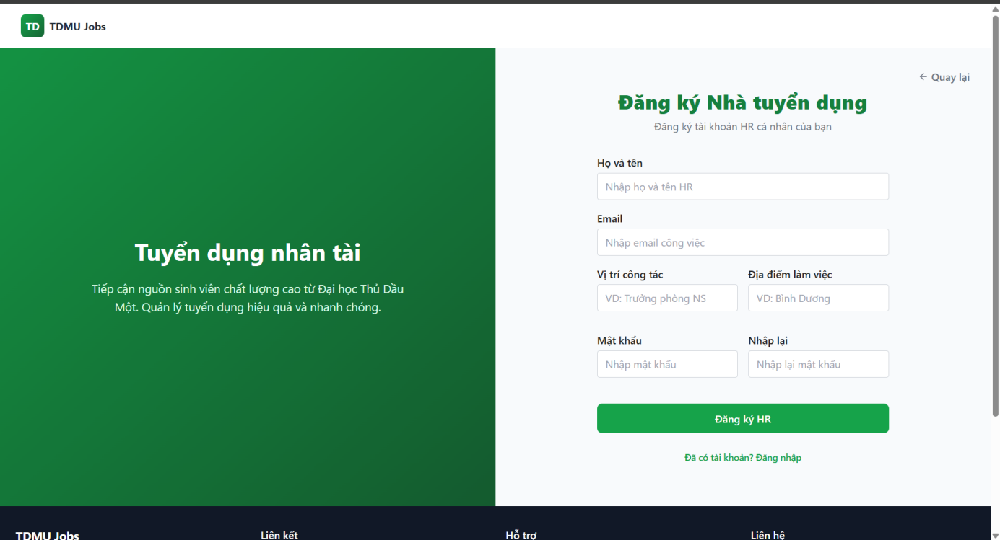 TD TDMU Jobs
← Quay lại
Đăng ký Nhà tuyển dụng
Đăng ký tài khoản HR cá nhân của bạn
Tuyển dụng nhân tài
Tiếp cận nguồn sinh viên chất lượng cao từ Đại học Thủ Dầu
Một. Quản lý tuyển dụng hiệu quả và nhanh chóng.
Họ và tên
Nhập họ và tên HR
Email
Nhập email công việc
Vị trí công tác Địa điểm làm việc
VD: Trưởng phòng NS VD: Bình Dương
Mật khẩu Nhập lại
Nhập mật khẩu Nhập lại mật khẩu
Đăng ký HR
Đã có tài khoản? Đăng nhập
TDMU Jobs Liên kết Hỗ trợ Liên hệ